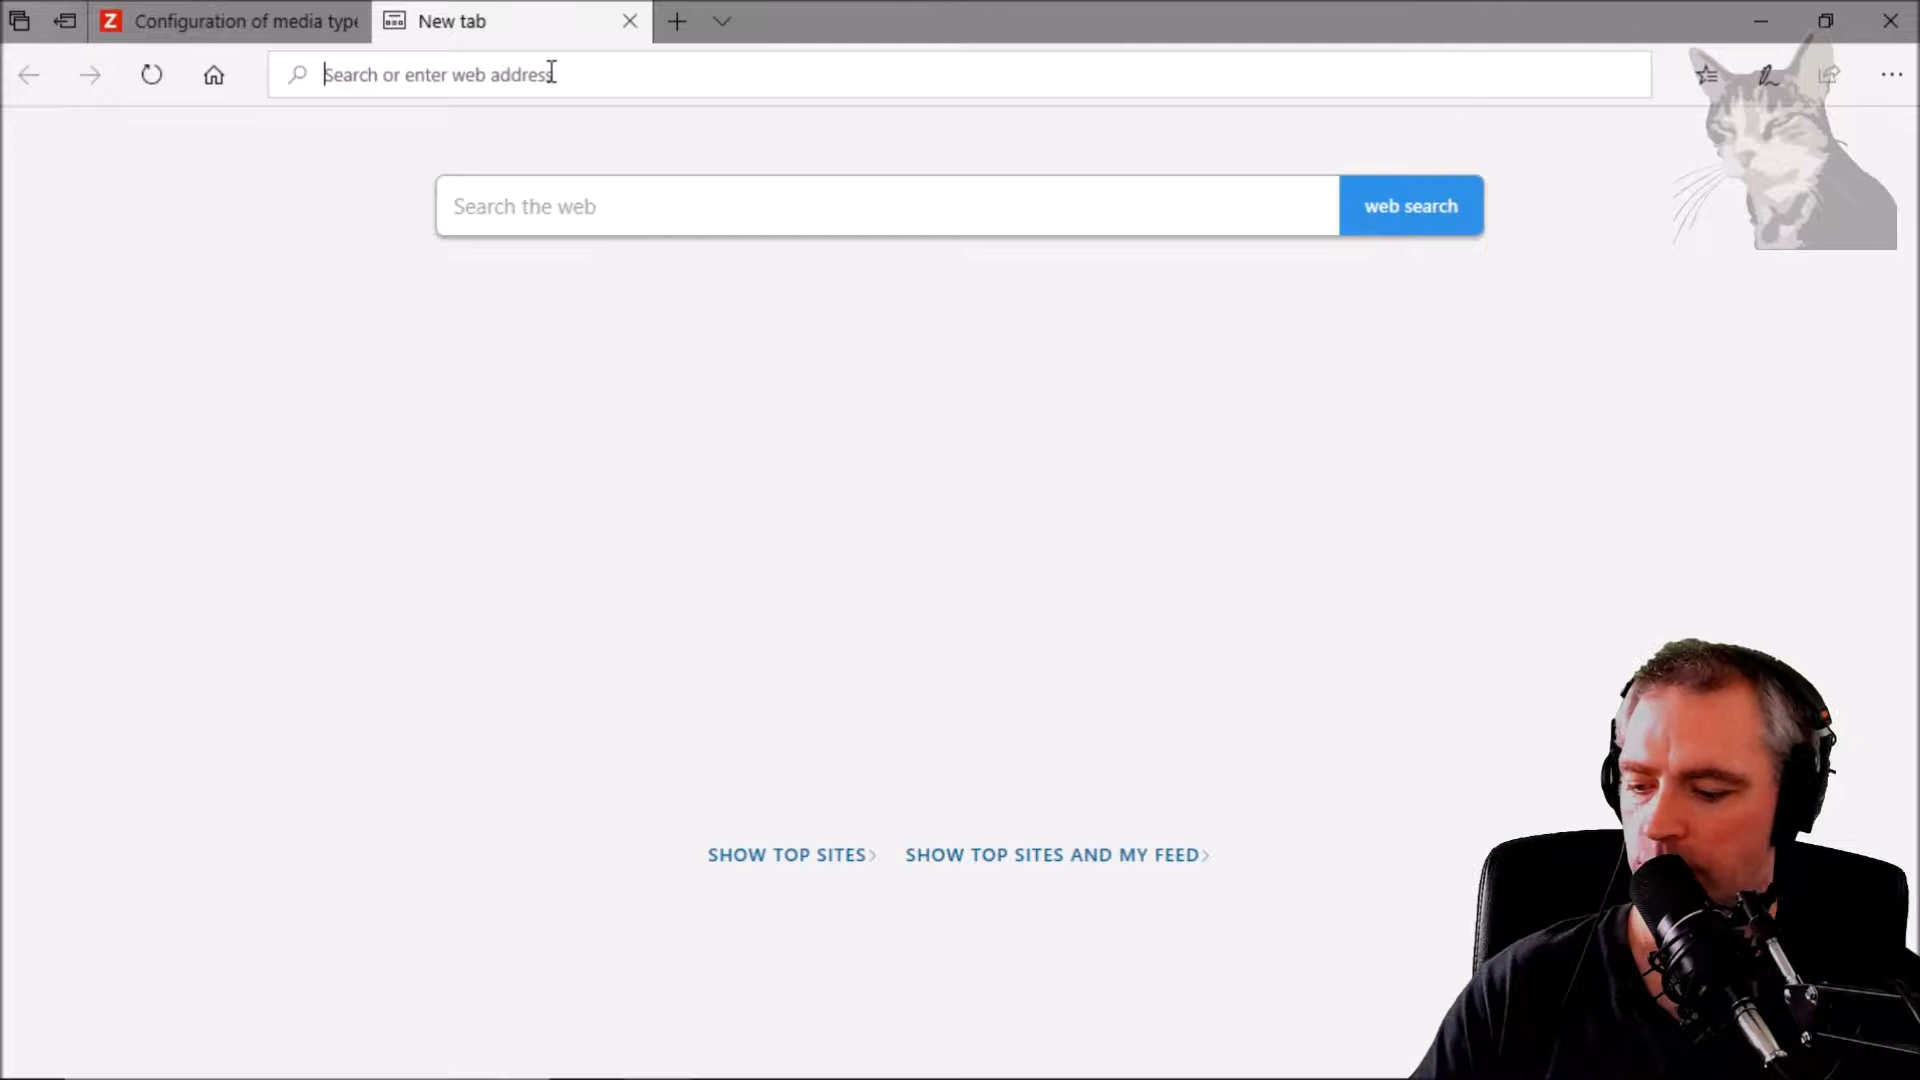 Z Configuration of media type
New tab
Search or enter web address
Search the web
web search
SHOW TOP SITES
SHOW TOP SITES AND MY FEED